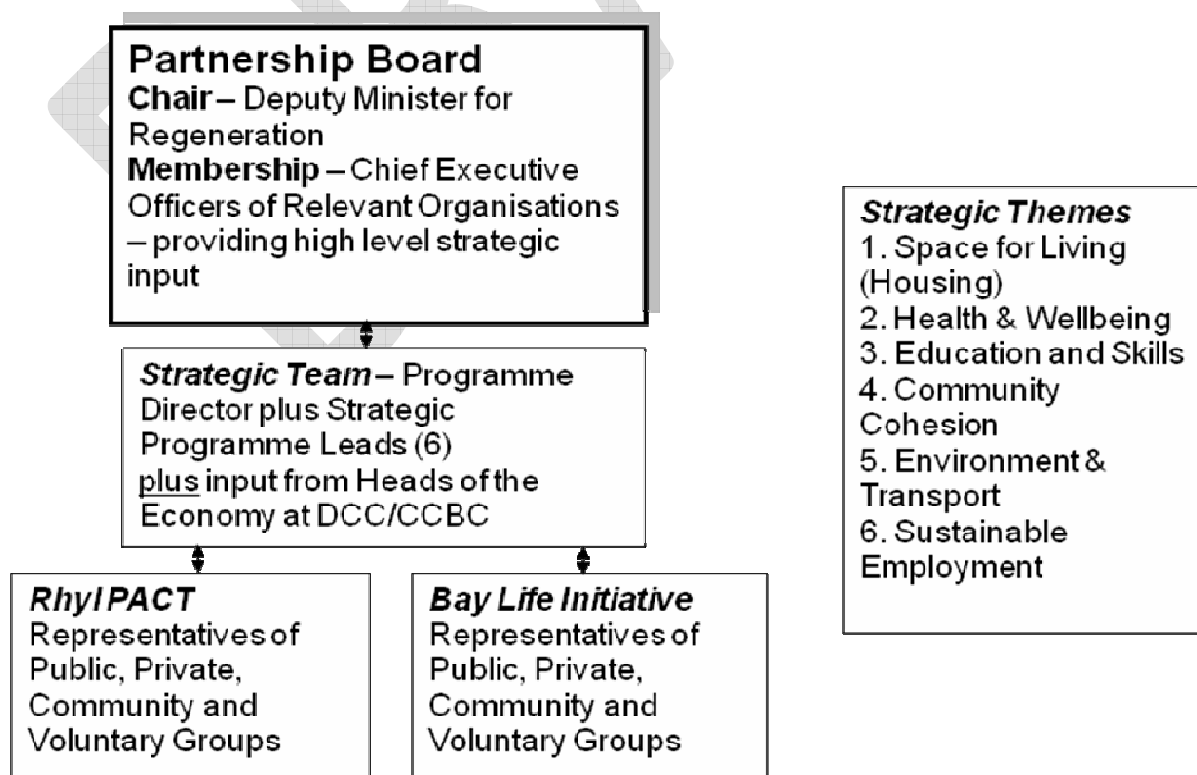 Partnership Board
Chair – Deputy Minister for
Regeneration
Membership – Chief Executive
Officers of Relevant Organisations
– providing high level strategic
input
Strategic Team – Programme
Director plus Strategic
Programme Leads (6)
plus input from Heads of the
Economy at DCC/CCBC
Rhyl PACT
Representatives of
Public, Private,
Community and
Voluntary Groups
Bay Life Initiative
Representatives of
Public, Private,
Community and
Voluntary Groups
Strategic Themes
1. Space for Living
(Housing)
2. Health & Wellbeing
3. Education and Skills
4. Community
Cohesion
5. Environment &
Transport
6. Sustainable
Employment